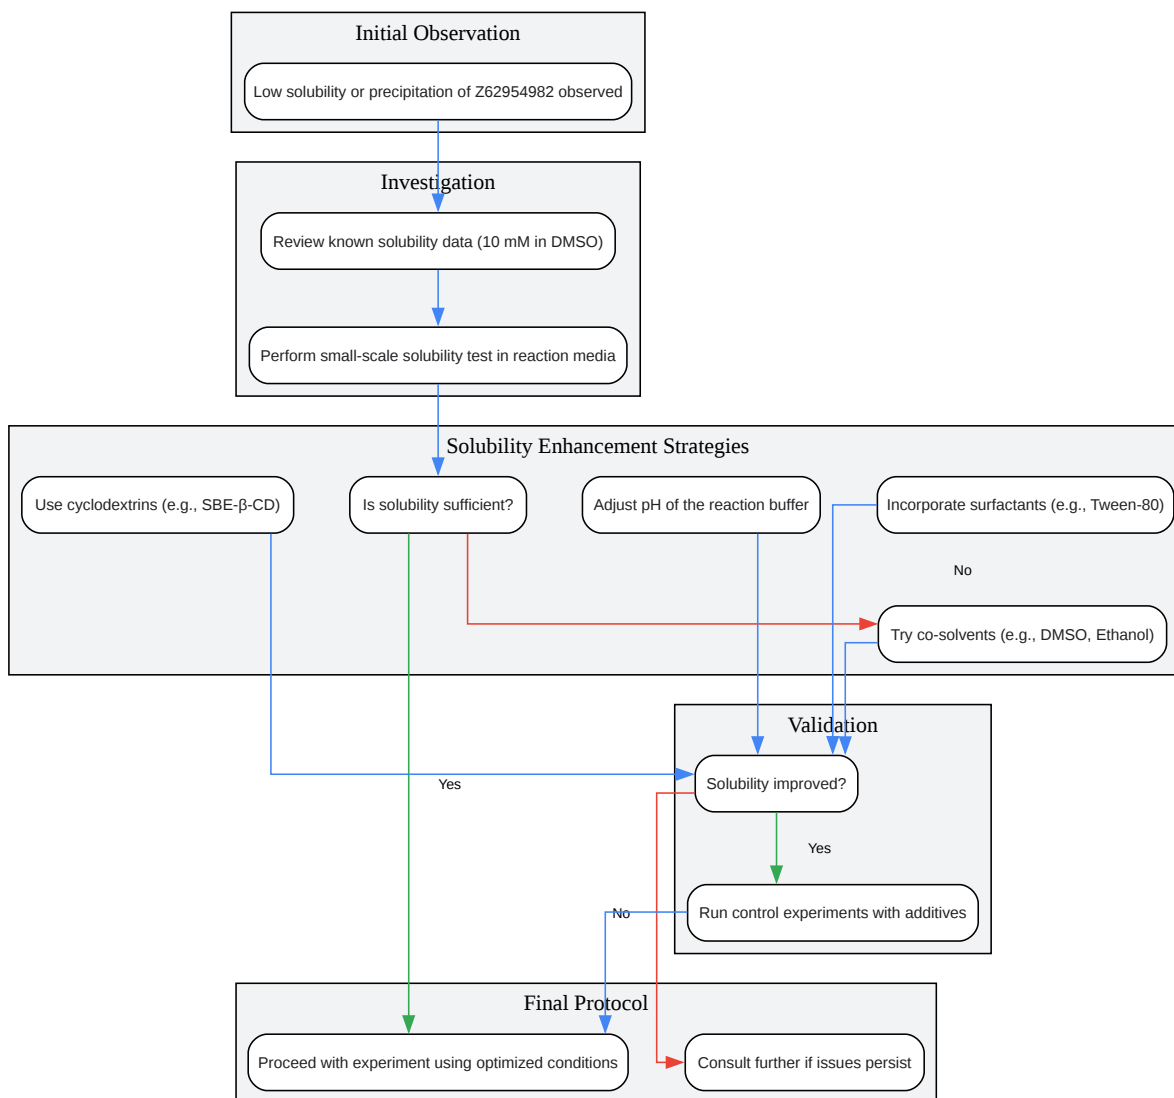 Initial Observation
Low solubility or precipitation of Z62954982 observed
Investigation
Review known solubility data (10 mM in DMSO)
Perform small-scale solubility test in reaction media
Solubility Enhancement Strategies
Use cyclodextrins (e.g., SBE-β-CD)
Is solubility sufficient?
Adjust pH of the reaction buffer
Incorporate surfactants (e.g., Tween-80)
No
Try co-solvents (e.g., DMSO, Ethanol)
Validation
Solubility improved?
Yes
Yes
Run control experiments with additives
No
Final Protocol
Proceed with experiment using optimized conditions
Consult further if issues persist